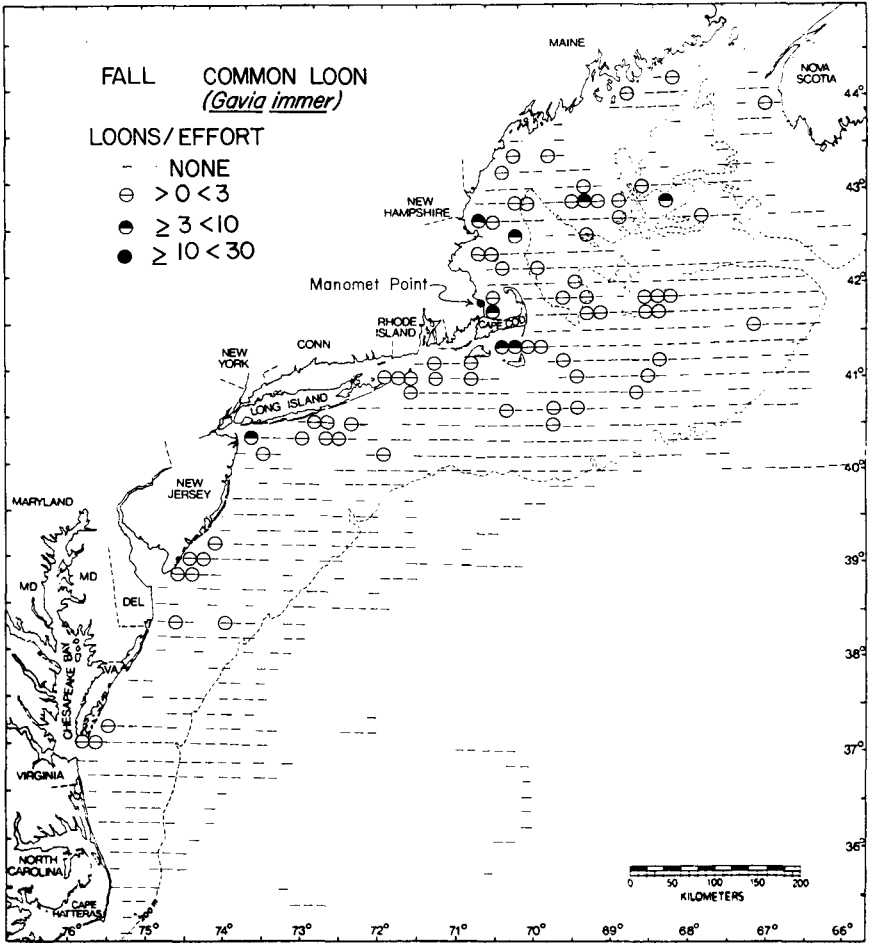 FALL COMMON LOON
(Gavia immer)
LOONS/EFFORT
- NONE
> 0 < 3
≥ 3 < 10
≥ 10 < 30
MAINE
NOVA
SCOTIA
NEW
HAMPSHIRE
Manomet Point
CAPE COD
RHODE
ISLAND
CONN
NEW
YORK
LONG ISLAND
NEW
JERSEY
MARYLAND
MD
MD
DEL
CHESAPEAKE BAY
VA
VIRGINIA
NORTH
CAROLINA
CAPE
HATTERAS
200 m
44°
43°
42°
41°
40°
39°
38°
37°
36°
0 50 100 150 200
KILOMETERS
76° 75° 74° 73° 72° 71° 70° 69° 68° 67° 66°